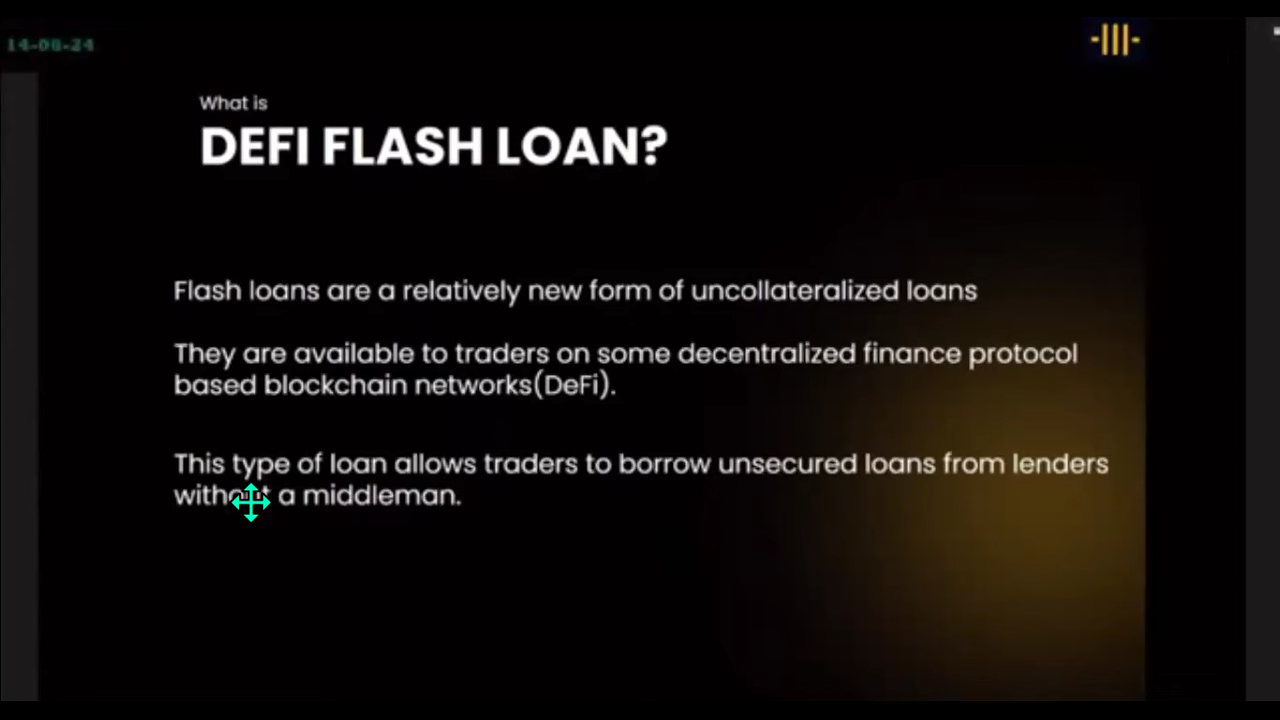 14-08-24
What is
DEFI FLASH LOAN?
Flash loans are a relatively new form of uncollateralized loans
They are available to traders on some decentralized finance protocol
based blockchain networks(DeFi).
This type of loan allows traders to borrow unsecured loans from lenders
without a middleman.